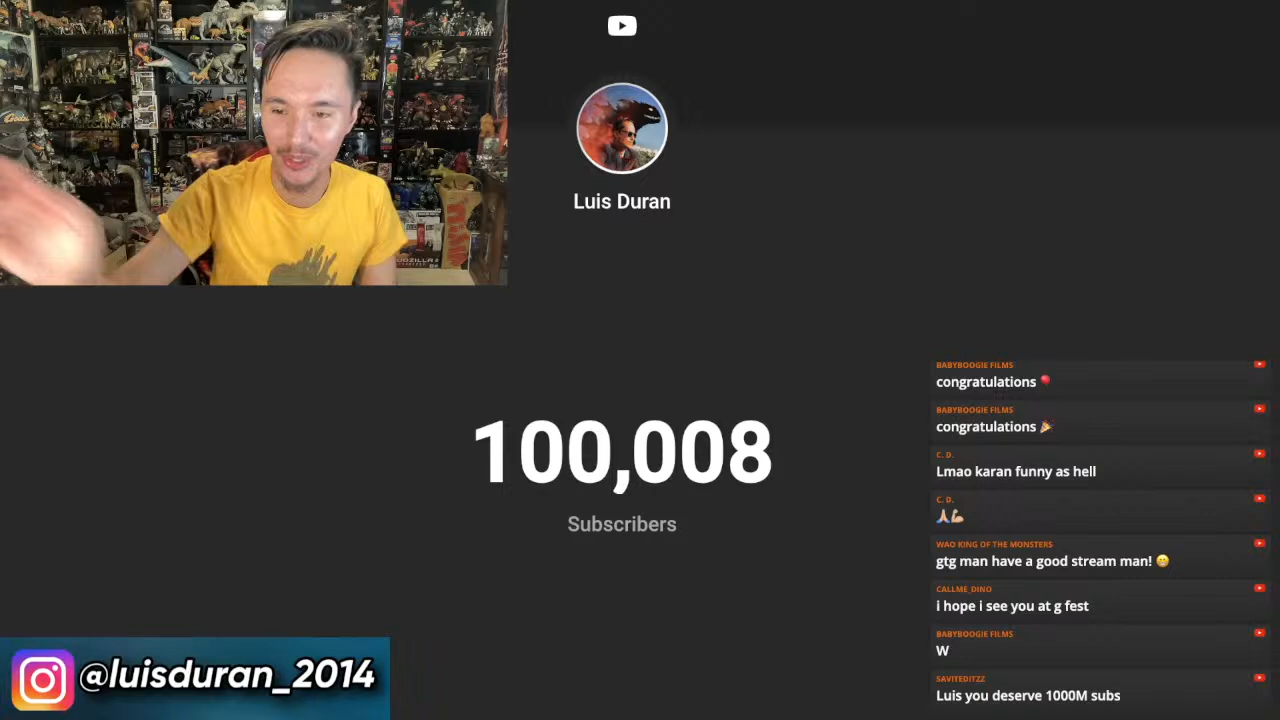 Luis Duran
100,008
Subscribers
BABYBOOGIE FILMS
congratulations 🎈
BABYBOOGIE FILMS
congratulations 🎉
C. D.
Lmao karan funny as hell
C. D.
🙏🏼💪🏼
WAO KING OF THE MONSTERS
gtg man have a good stream man! 😁
CALLME_DINO
i hope i see you at g fest
BABYBOOGIE FILMS
W
SAVITEDITZZ
Luis you deserve 1000M subs
@luisduran_2014